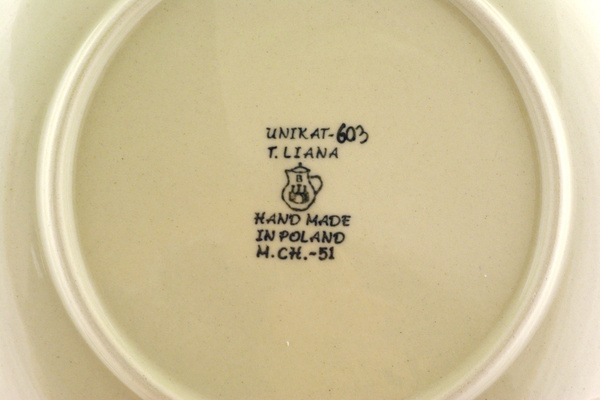 UNIKAT-603
T. LIANA
B
HAND MADE
IN POLAND
M.CH.-51